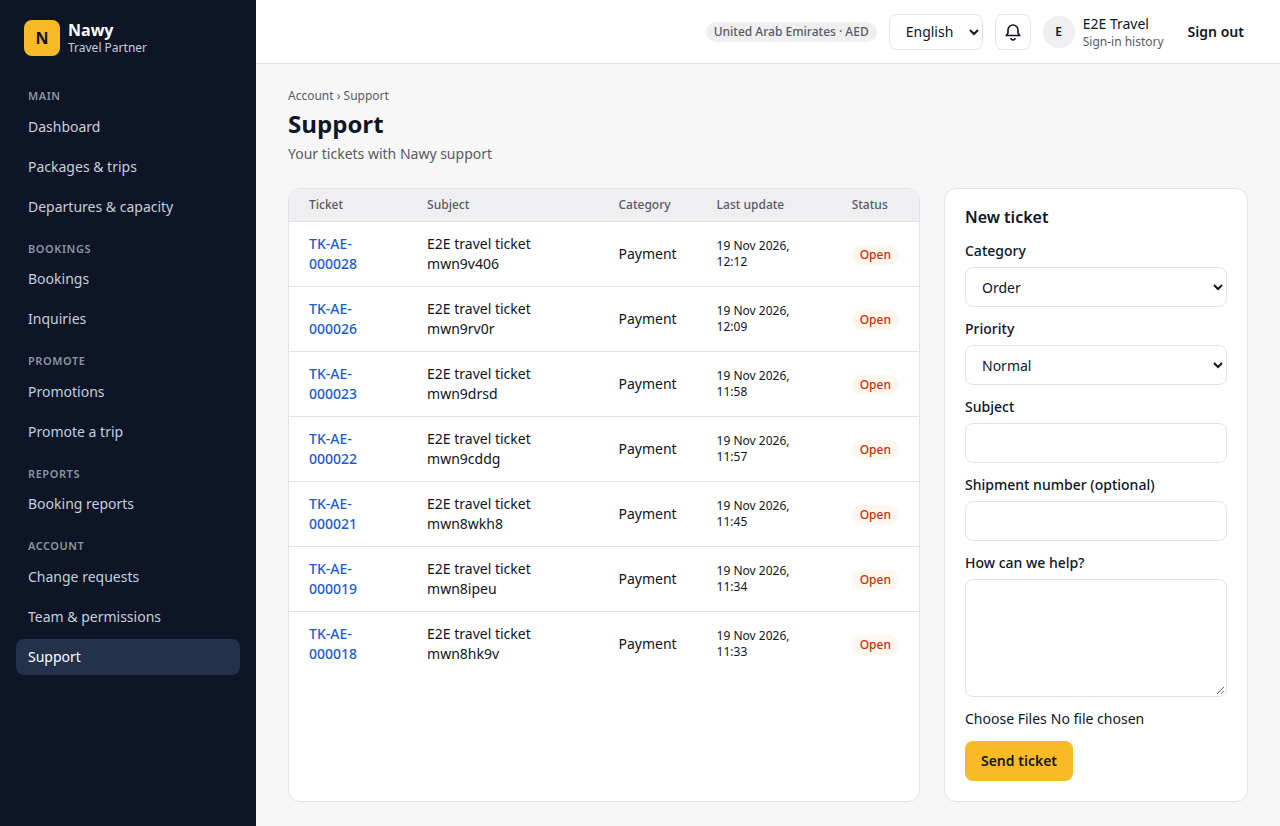 N
Nawy
Travel Partner
United Arab Emirates · AED
English
E
E2E Travel
Sign-in history
Sign out
MAIN
Dashboard
Packages & trips
Departures & capacity
BOOKINGS
Bookings
Inquiries
PROMOTE
Promotions
Promote a trip
REPORTS
Booking reports
ACCOUNT
Change requests
Team & permissions
Support
Account › Support
Support
Your tickets with Nawy support
Ticket Subject Category Last update Status
TK-AE-
000028
E2E travel ticket
mwn9v406
Payment
19 Nov 2026,
12:12
Open
TK-AE-
000026
E2E travel ticket
mwn9rv0r
Payment
19 Nov 2026,
12:09
Open
TK-AE-
000023
E2E travel ticket
mwn9drsd
Payment
19 Nov 2026,
11:58
Open
TK-AE-
000022
E2E travel ticket
mwn9cddg
Payment
19 Nov 2026,
11:57
Open
TK-AE-
000021
E2E travel ticket
mwn8wkh8
Payment
19 Nov 2026,
11:45
Open
TK-AE-
000019
E2E travel ticket
mwn8ipeu
Payment
19 Nov 2026,
11:34
Open
TK-AE-
000018
E2E travel ticket
mwn8hk9v
Payment
19 Nov 2026,
11:33
Open
New ticket
Category
Order
Priority
Normal
Subject
Shipment number (optional)
How can we help?
Choose Files No file chosen
Send ticket